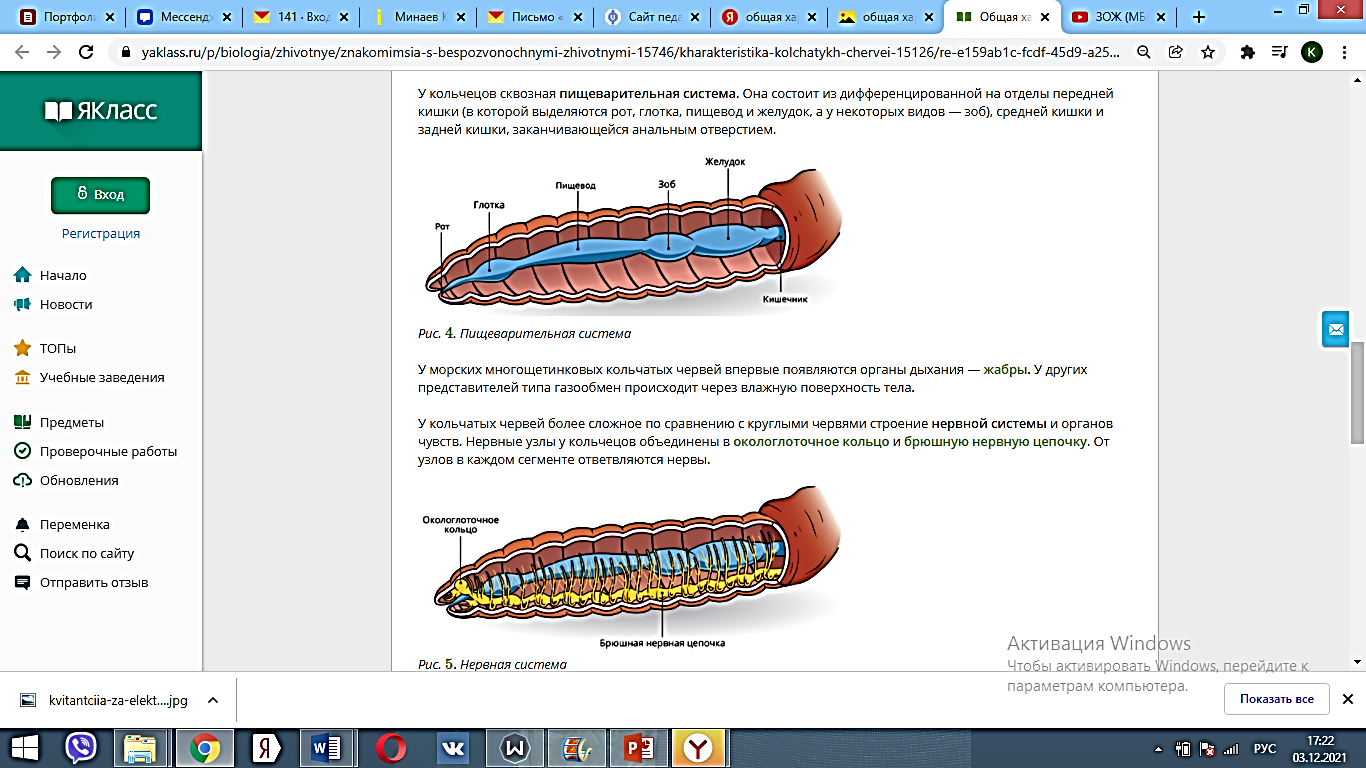 Портфоль
Мессендж
141 · Вход
Минаев К
Письмо «
Сайт педа
общая хар
общая хар
Общая ха
ЗОЖ (МБ
yaklass.ru/p/biologia/zhivotnye/znakomimsia-s-bespozvonochnymi-zhivotnymi-15746/kharakteristika-kolchatykh-chervei-15126/re-e159ab1c-fcdf-45d9-a25...
K
ЯКласс
Вход
Регистрация
Начало
Новости
ТОПы
Учебные заведения
Предметы
Проверочные работы
Обновления
Переменка
Поиск по сайту
Отправить отзыв
У кольчецов сквозная пищеварительная система. Она состоит из дифференцированной на отделы передней
кишки (в которой выделяются рот, глотка, пищевод и желудок, а у некоторых видов — зоб), средней кишки и
задней кишки, заканчивающейся анальным отверстием.
Желудок
Зоб
Пищевод
Глотка
Рот
Кишечник
Рис. 4. Пищеварительная система
У морских многощетинковых кольчатых червей впервые появляются органы дыхания — жабры. У других
представителей типа газообмен происходит через влажную поверхность тела.
У кольчатых червей более сложное по сравнению с круглыми червями строение нервной системы и органов
чувств. Нервные узлы у кольчецов объединены в окологлоточное кольцо и брюшную нервную цепочку. От
узлов в каждом сегменте ответвляются нервы.
Окологлоточное
кольцо
Брюшная нервная цепочка
Рис. 5. Нервная система
Активация Windows
Чтобы активировать Windows, перейдите к
параметрам компьютера.
kvitantciia-za-elekt....jpg
Показать все
РУС
17:22
03.12.2021